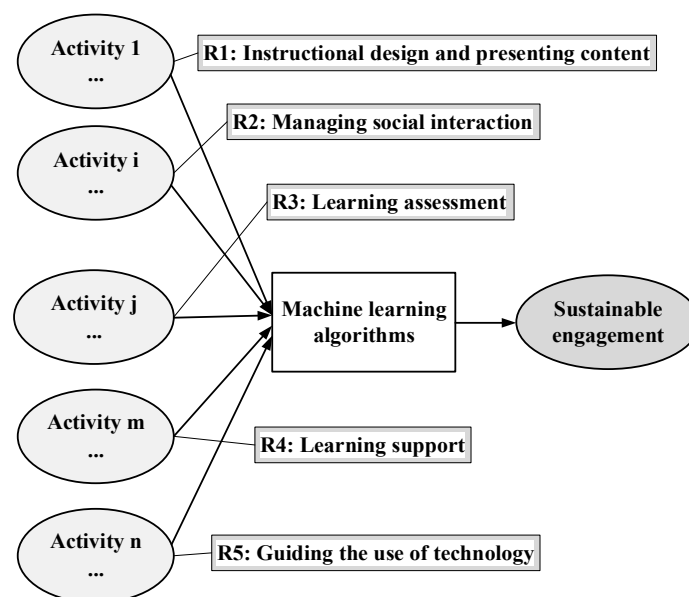 Activity 1
...
R1: Instructional design and presenting content
R2: Managing social interaction
Activity i
...
R3: Learning assessment
Activity j
...
Machine learning
algorithms
Sustainable
engagement
Activity m
...
R4: Learning support
Activity n
...
R5: Guiding the use of technology